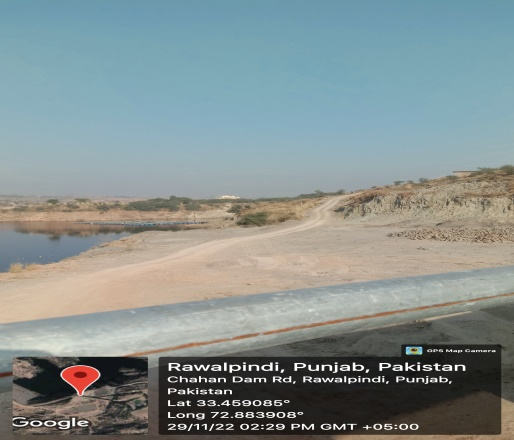 GPS Map Camera
Rawalpindi, Punjab, Pakistan
Chahan Dam Rd, Rawalpindi, Punjab,
Pakistan
Lat 33.459085°
Long 72.883908°
29/11/22 02:29 PM GMT +05:00
Google